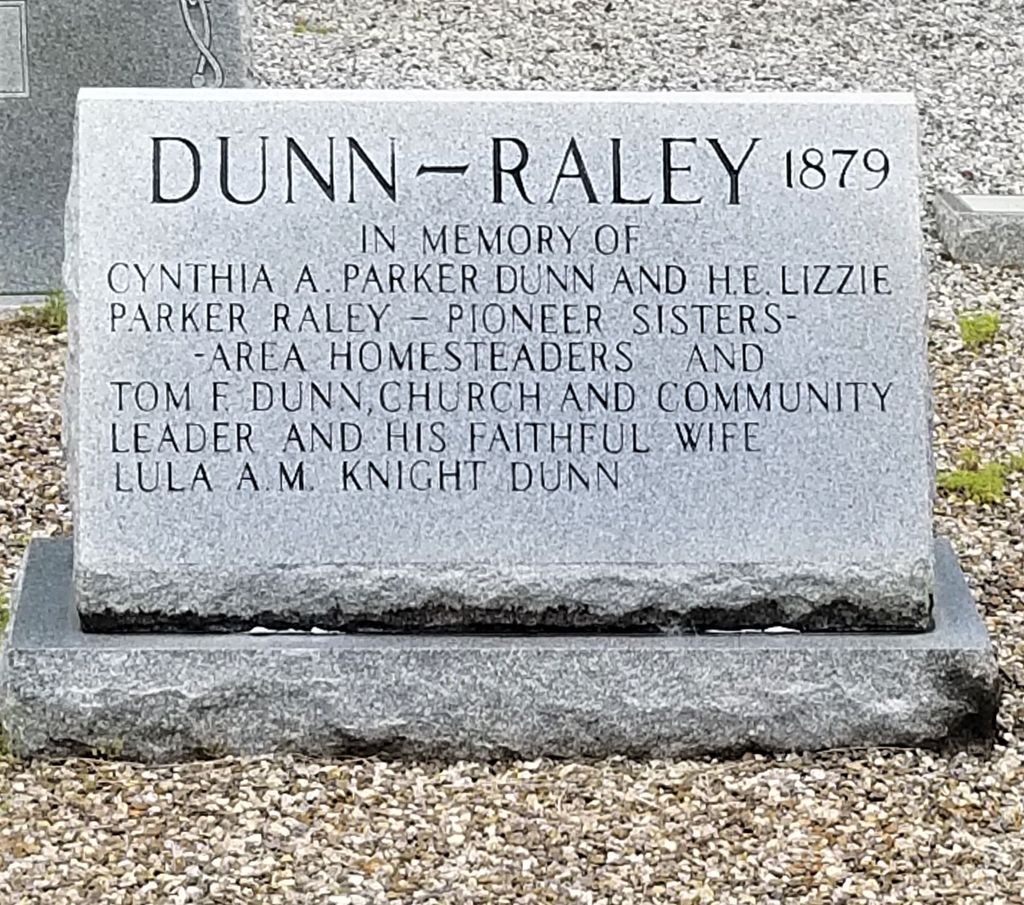 DUNN-RALEY 1879
IN MEMORY OF
CYNTHIA A. PARKER DUNN AND H.E. LIZZIE
PARKER RALEY - PIONEER SISTERS-
-AREA HOMESTEADERS AND
TOM F. DUNN, CHURCH AND COMMUNITY
LEADER AND HIS FAITHFUL WIFE
LULA A.M. KNIGHT DUNN